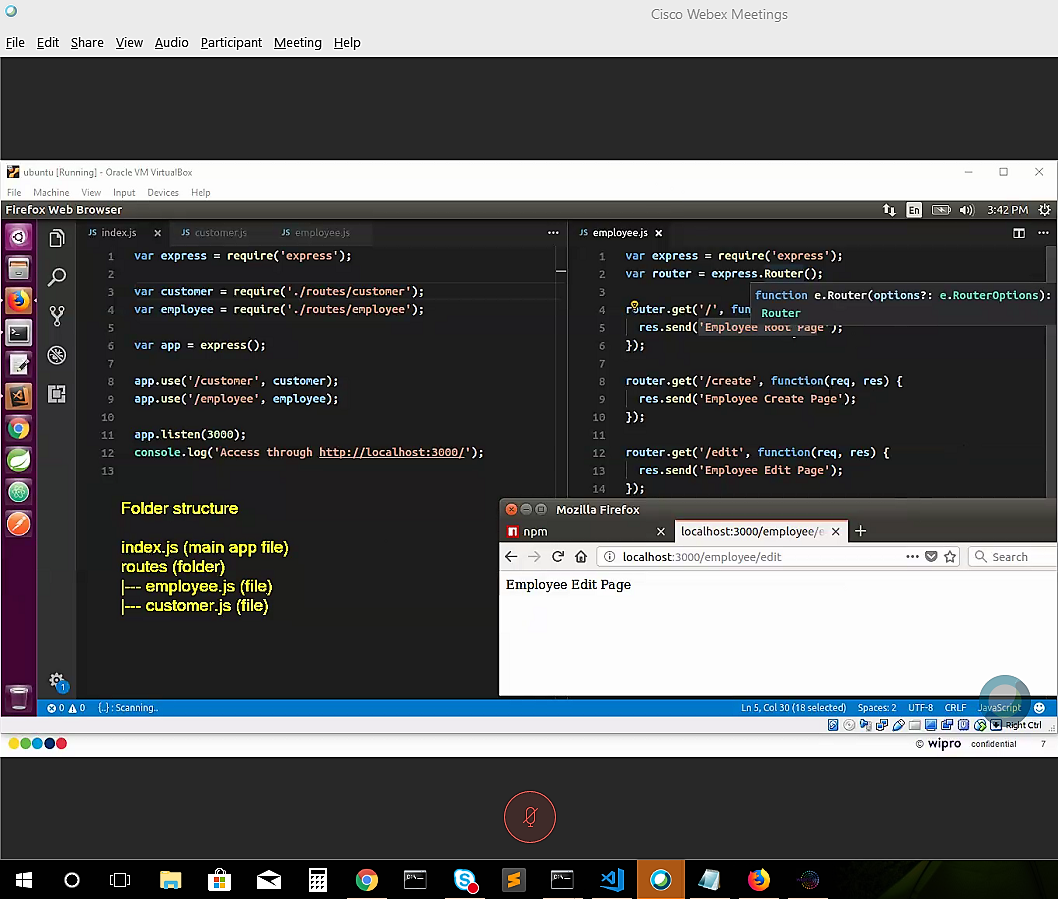 Cisco Webex Meetings
File Edit Share View Audio Participant Meeting Help
ubuntu [Running] - Oracle VM VirtualBox
File Machine View Input Devices Help
Firefox Web Browser
En
3:42 PM
JS index.js
JS customer.js
JS employee.js
1 var express = require('express');
2
3 var customer = require('./routes/customer');
4 var employee = require('./routes/employee');
5
6 var app = express();
7
8 app.use('/customer', customer);
9 app.use('/employee', employee);
10
11 app.listen(3000);
12 console.log('Access through http://localhost:3000/');
13
Folder structure
index.js (main app file)
routes (folder)
|--- employee.js (file)
|--- customer.js (file)
JS employee.js
1 var express = require('express');
2 var router = express.Router();
3
function e.Router(options?: e.RouterOptions):
Router
4 router.get('/', fun
5 res.send('Employee Root Page');
6 });
7
8 router.get('/create', function(req, res) {
9 res.send('Employee Create Page');
10 });
11
12 router.get('/edit', function(req, res) {
13 res.send('Employee Edit Page');
14 });
Mozilla Firefox
npm
localhost:3000/employee/e
localhost:3000/employee/edit
Search
Employee Edit Page
1
0 0 {..} : Scanning..
Ln 5, Col 30 (18 selected) Spaces: 2 UTF-8 CRLF JavaScript
Right Ctrl
© wipro confidential 7